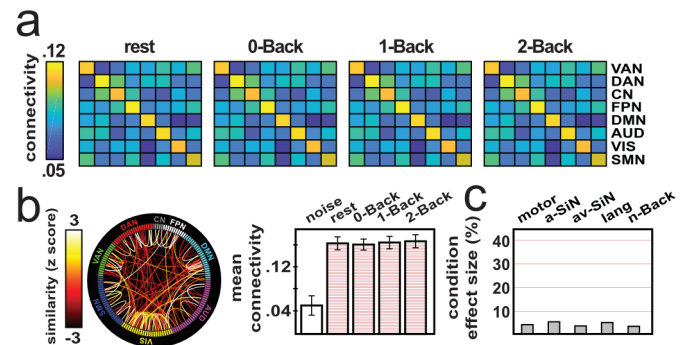 a
rest 0-Back 1-Back 2-Back
.12
connectivity
.05
VAN
DAN
CN
FPN
DMN
AUD
VIS
SMN
b
similarity (z score)
3
-3
CN
FPN
DMN
AUD
VIS
SMN
VAN
DAN
noise rest 0-Back 1-Back 2-Back
mean
connectivity
.12
.04
c
motor a-SiN av-SiN lang n-Back
condition
effect size (%)
40
30
20
10